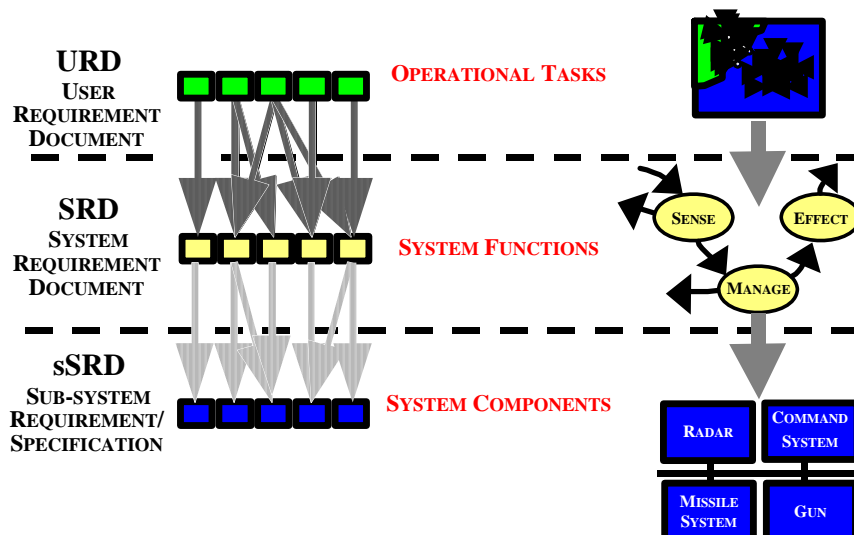 URD
USER
REQUIREMENT
DOCUMENT
OPERATIONAL TASKS
SRD
SYSTEM
REQUIREMENT
DOCUMENT
SYSTEM FUNCTIONS
SENSE
EFFECT
MANAGE
sSRD
SUB-SYSTEM
REQUIREMENT/
SPECIFICATION
SYSTEM COMPONENTS
RADAR
COMMAND
SYSTEM
MISSILE
SYSTEM
GUN